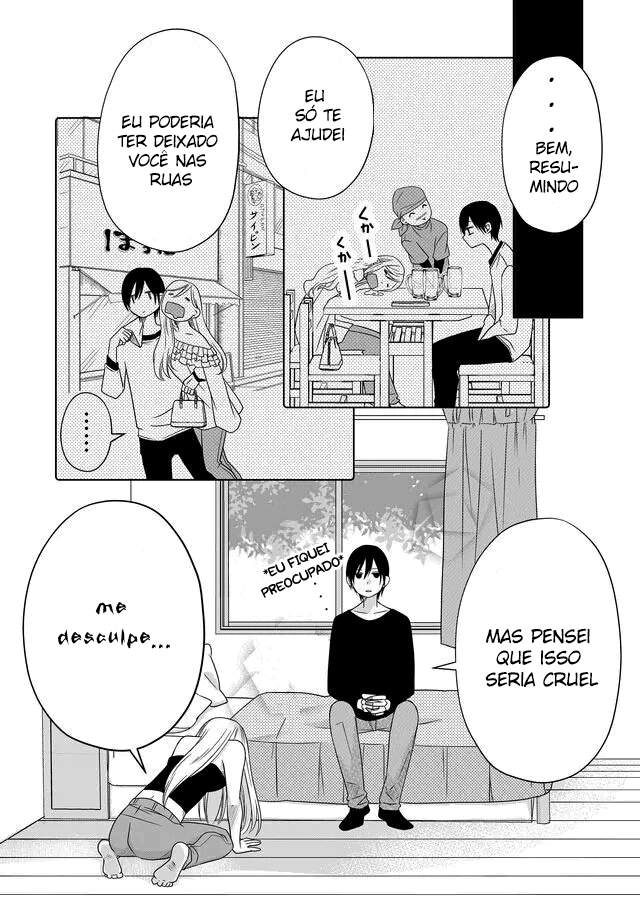 . . .
BEM,
RESU-
MINDO
EU
SÓ TE
AJUDEI
くかー
くかー
EU PODERIA
TER DEIXADO
VOCÊ NAS
RUAS
......
*EU FIQUEI
PREOCUPADO*
...
MAS PENSEI
QUE ISSO
SERIA CRUEL
me
desculpe...